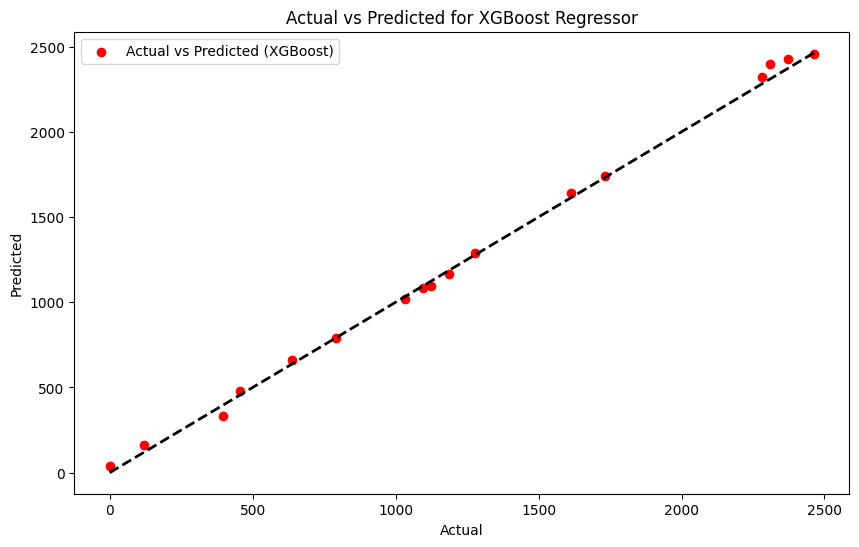 Actual vs Predicted for XGBoost Regressor
Actual vs Predicted (XGBoost)
2500
2000
1500
1000
500
0
Predicted
0 500 1000 1500 2000 2500
Actual